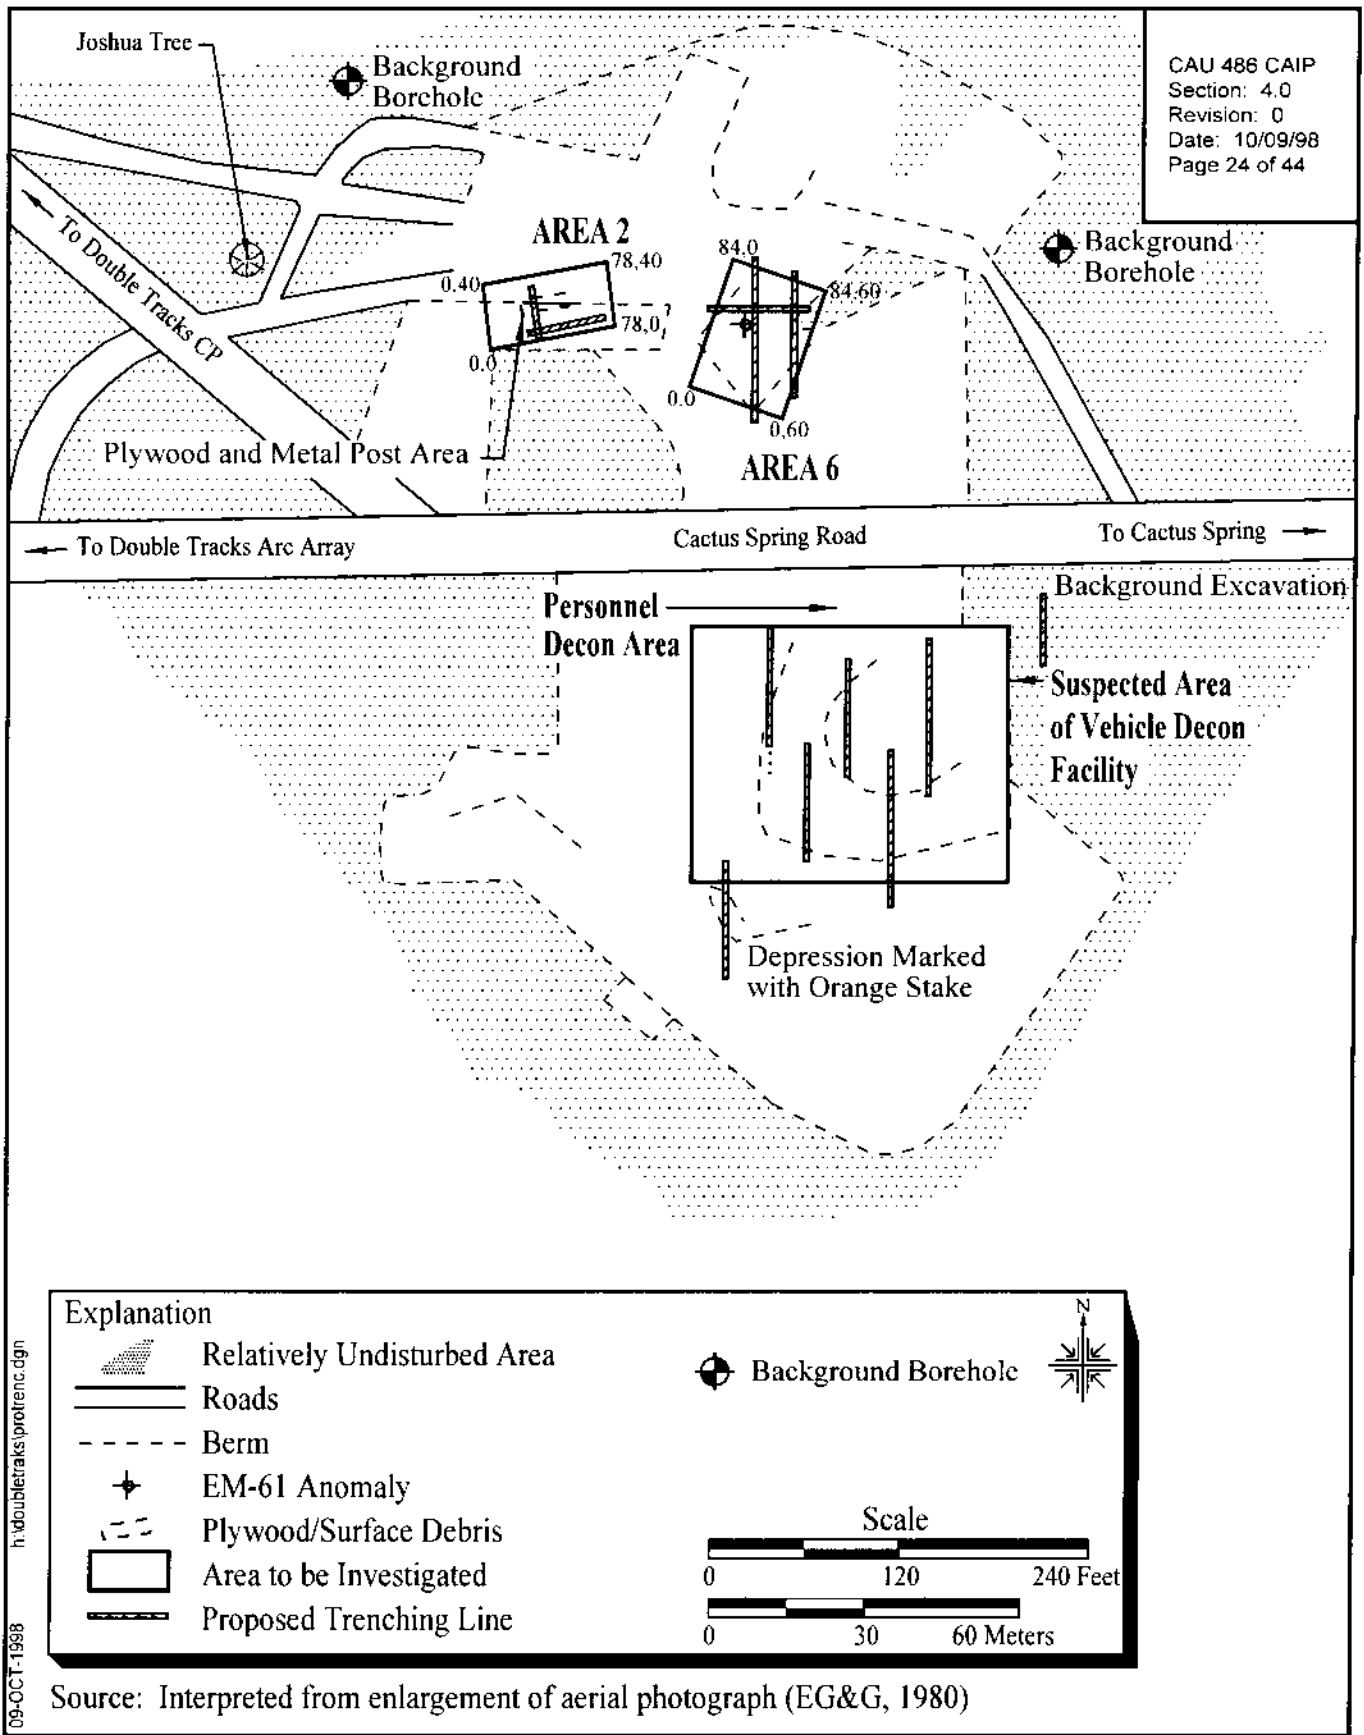 CAU 486 CAIP
Section: 4.0
Revision: 0
Date: 10/09/98
Page 24 of 44
Joshua Tree
Background
Borehole
To Double Tracks CP
AREA 2
0,40
78,40
78,0
0,0
84,0
84,60
0,0
0,60
AREA 6
Background
Borehole
Plywood and Metal Post Area
To Double Tracks Arc Array
Cactus Spring Road
To Cactus Spring
Background Excavation
Personnel
Decon Area
Suspected Area
of Vehicle Decon
Facility
Depression Marked
with Orange Stake
Explanation
Relatively Undisturbed Area
Roads
Berm
EM-61 Anomaly
Plywood/Surface Debris
Area to be Investigated
Proposed Trenching Line
Background Borehole
N
Scale
0 120 240 Feet
0 30 60 Meters
Source: Interpreted from enlargement of aerial photograph (EG&G, 1980)
09-OCT-1998 h:\doubletraks\protrenc.dgn